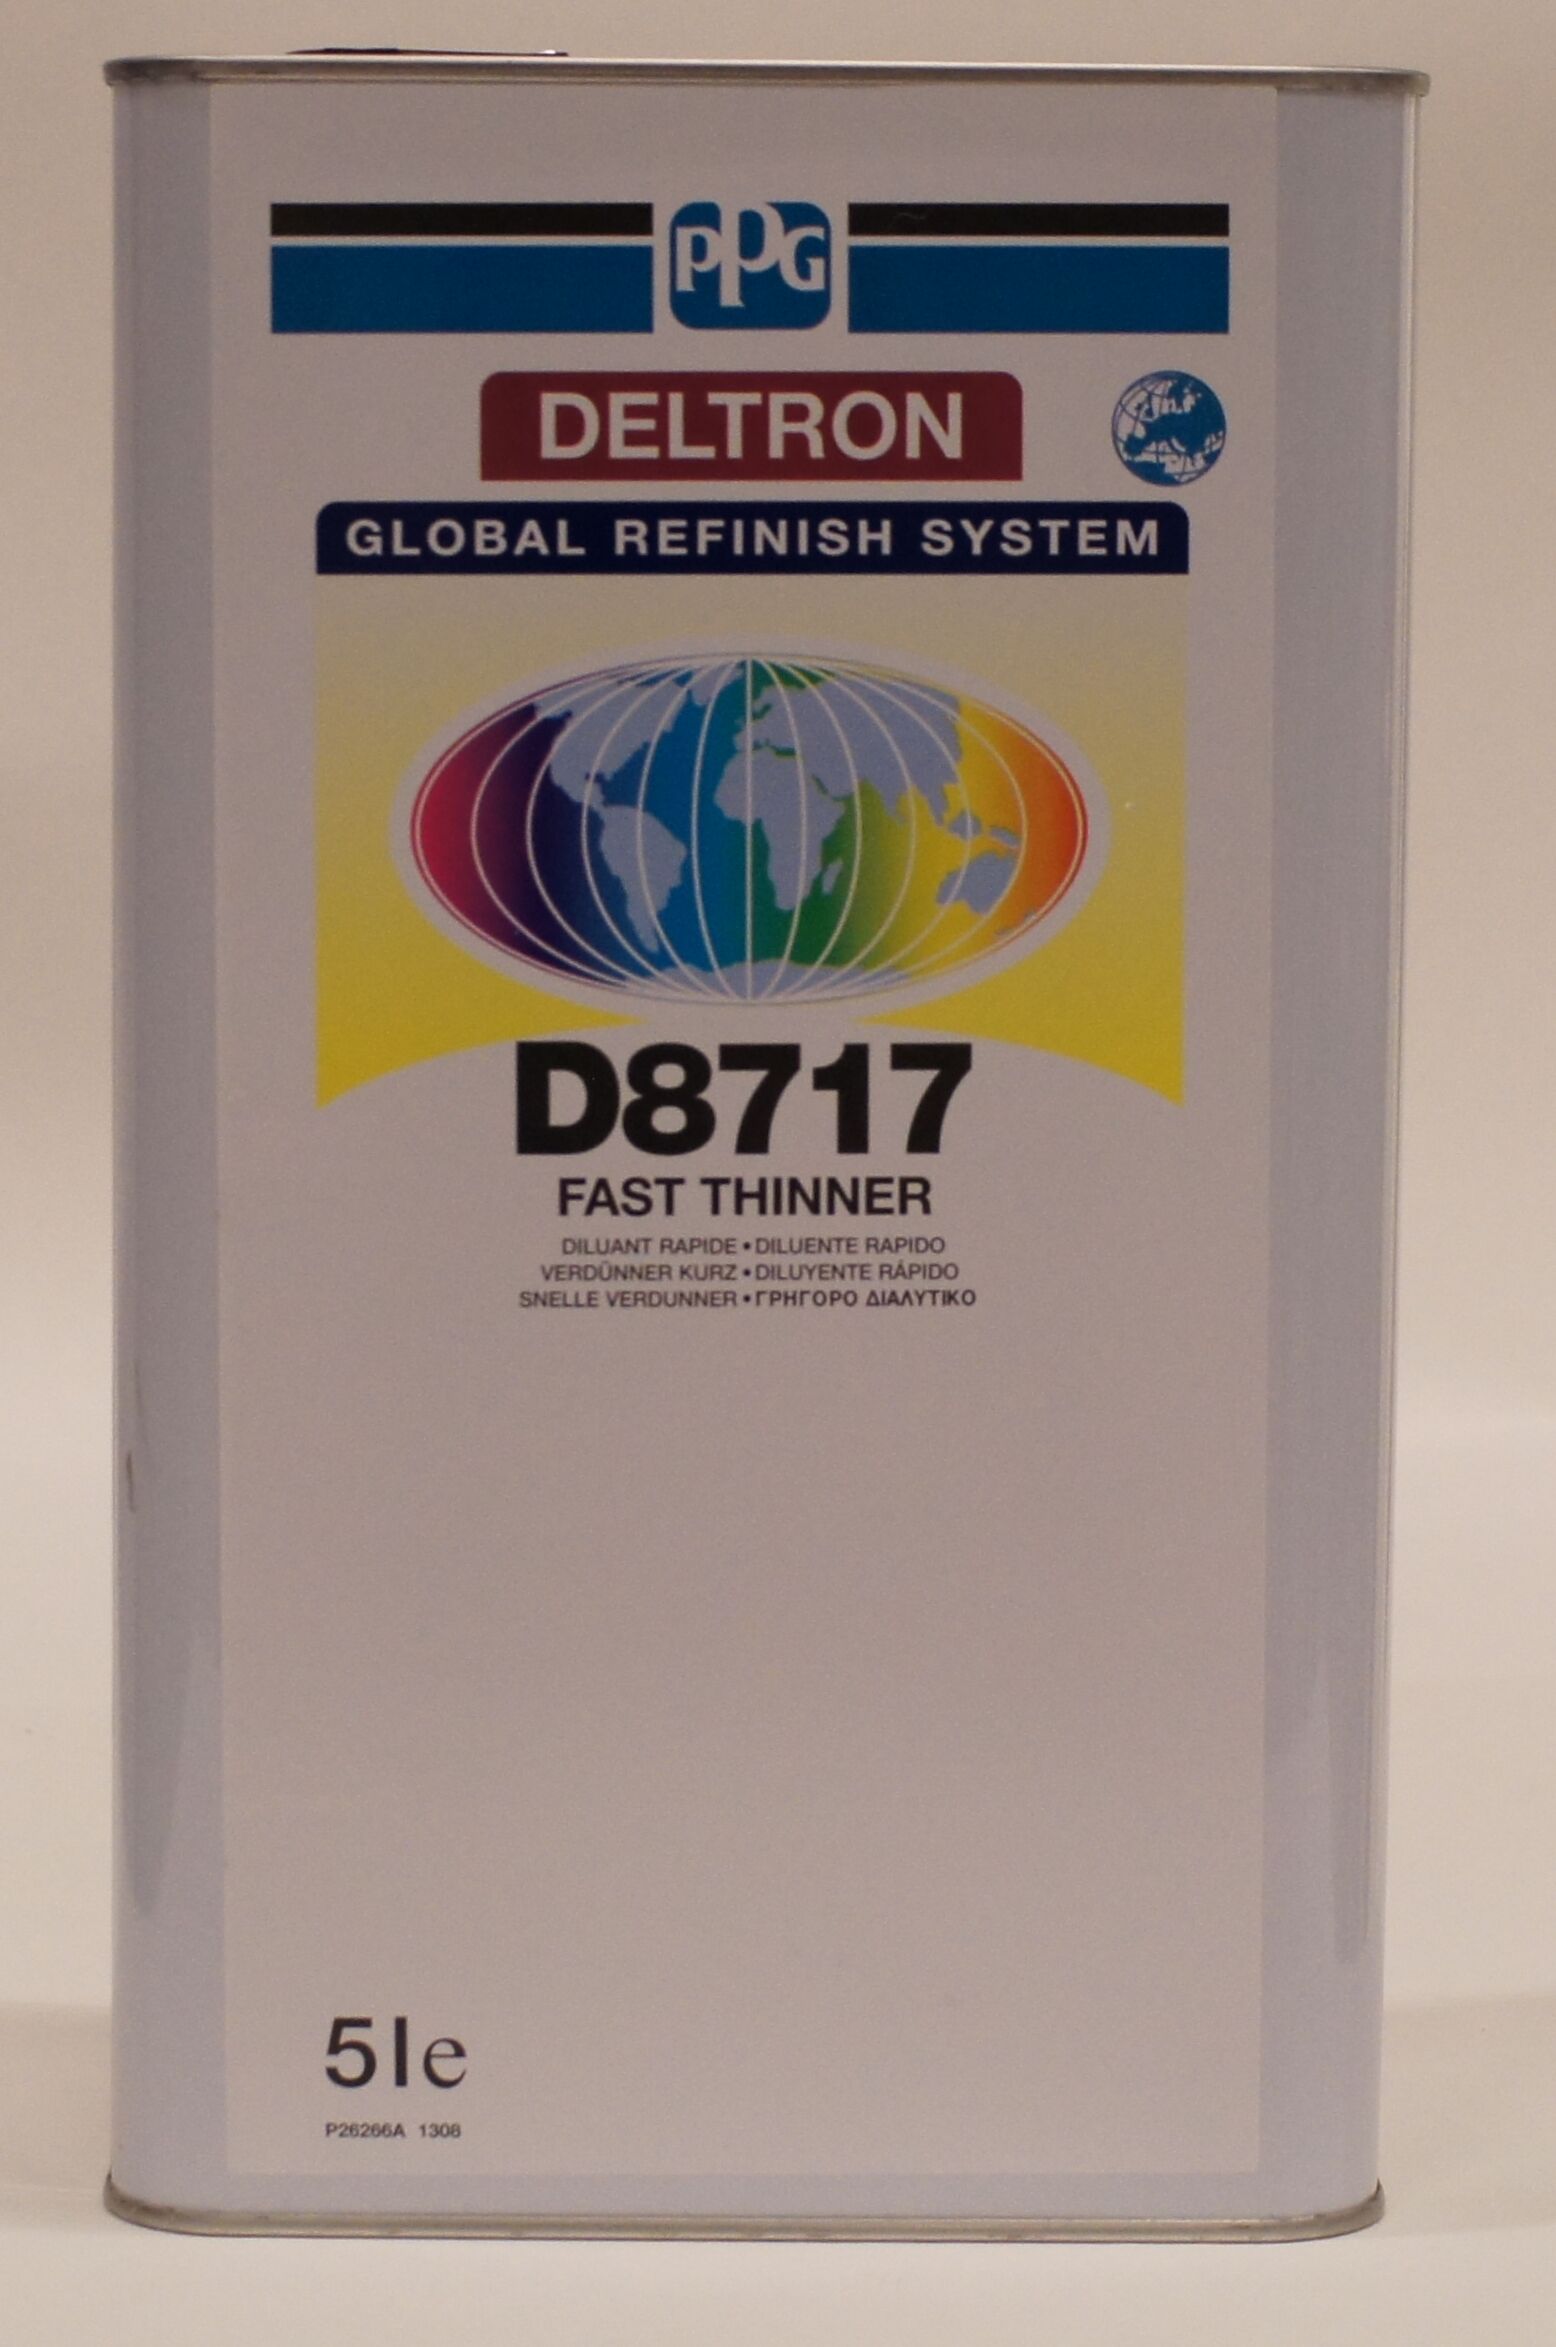 PPG
DELTRON
GLOBAL REFINISH SYSTEM
D8717
FAST THINNER
DILUANT RAPIDE • DILUENTE RAPIDO
VERDÜNNER KURZ • DILUYENTE RÁPIDO
SNELLE VERDUNNER • ΓΡΗΓΟΡΟ ΔΙΑΛΥΤΙΚΟ
5 l e
P26266A 1308